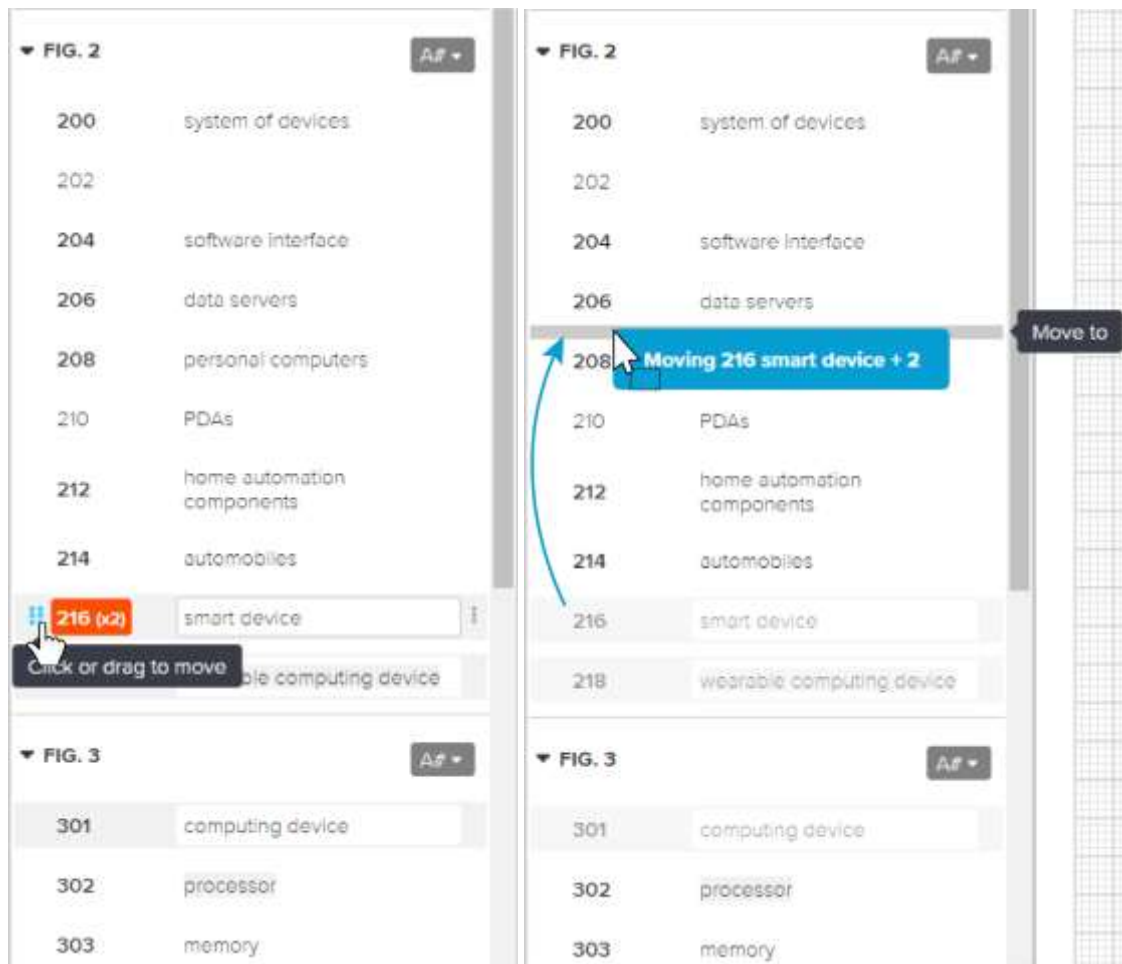 FIG. 2
A#
200 system of devices
202
204 software interface
206 data servers
208 personal computers
210 PDAs
212 home automation
components
214 automobiles
216 (x2) smart device
Click or drag to move
ble computing device
FIG. 3
A#
301 computing device
302 processor
303 memory
FIG. 2
A#
200 system of devices
202
204 software interface
206 data servers
Move to
208 Moving 216 smart device + 2
210 PDAs
212 home automation
components
214 automobiles
216 smart device
218 wearable computing device
FIG. 3
A#
301 computing device
302 processor
303 memory